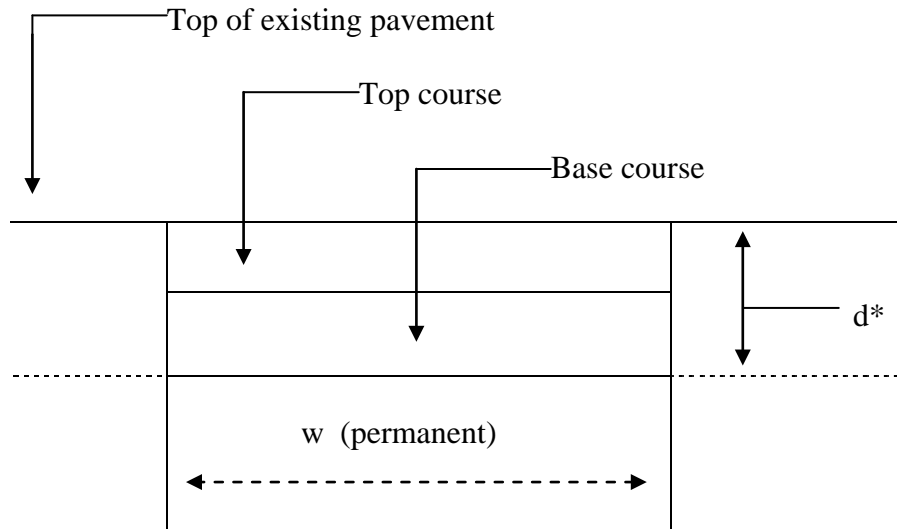 Top of existing pavement
Top course
Base course
d*
w (permanent)